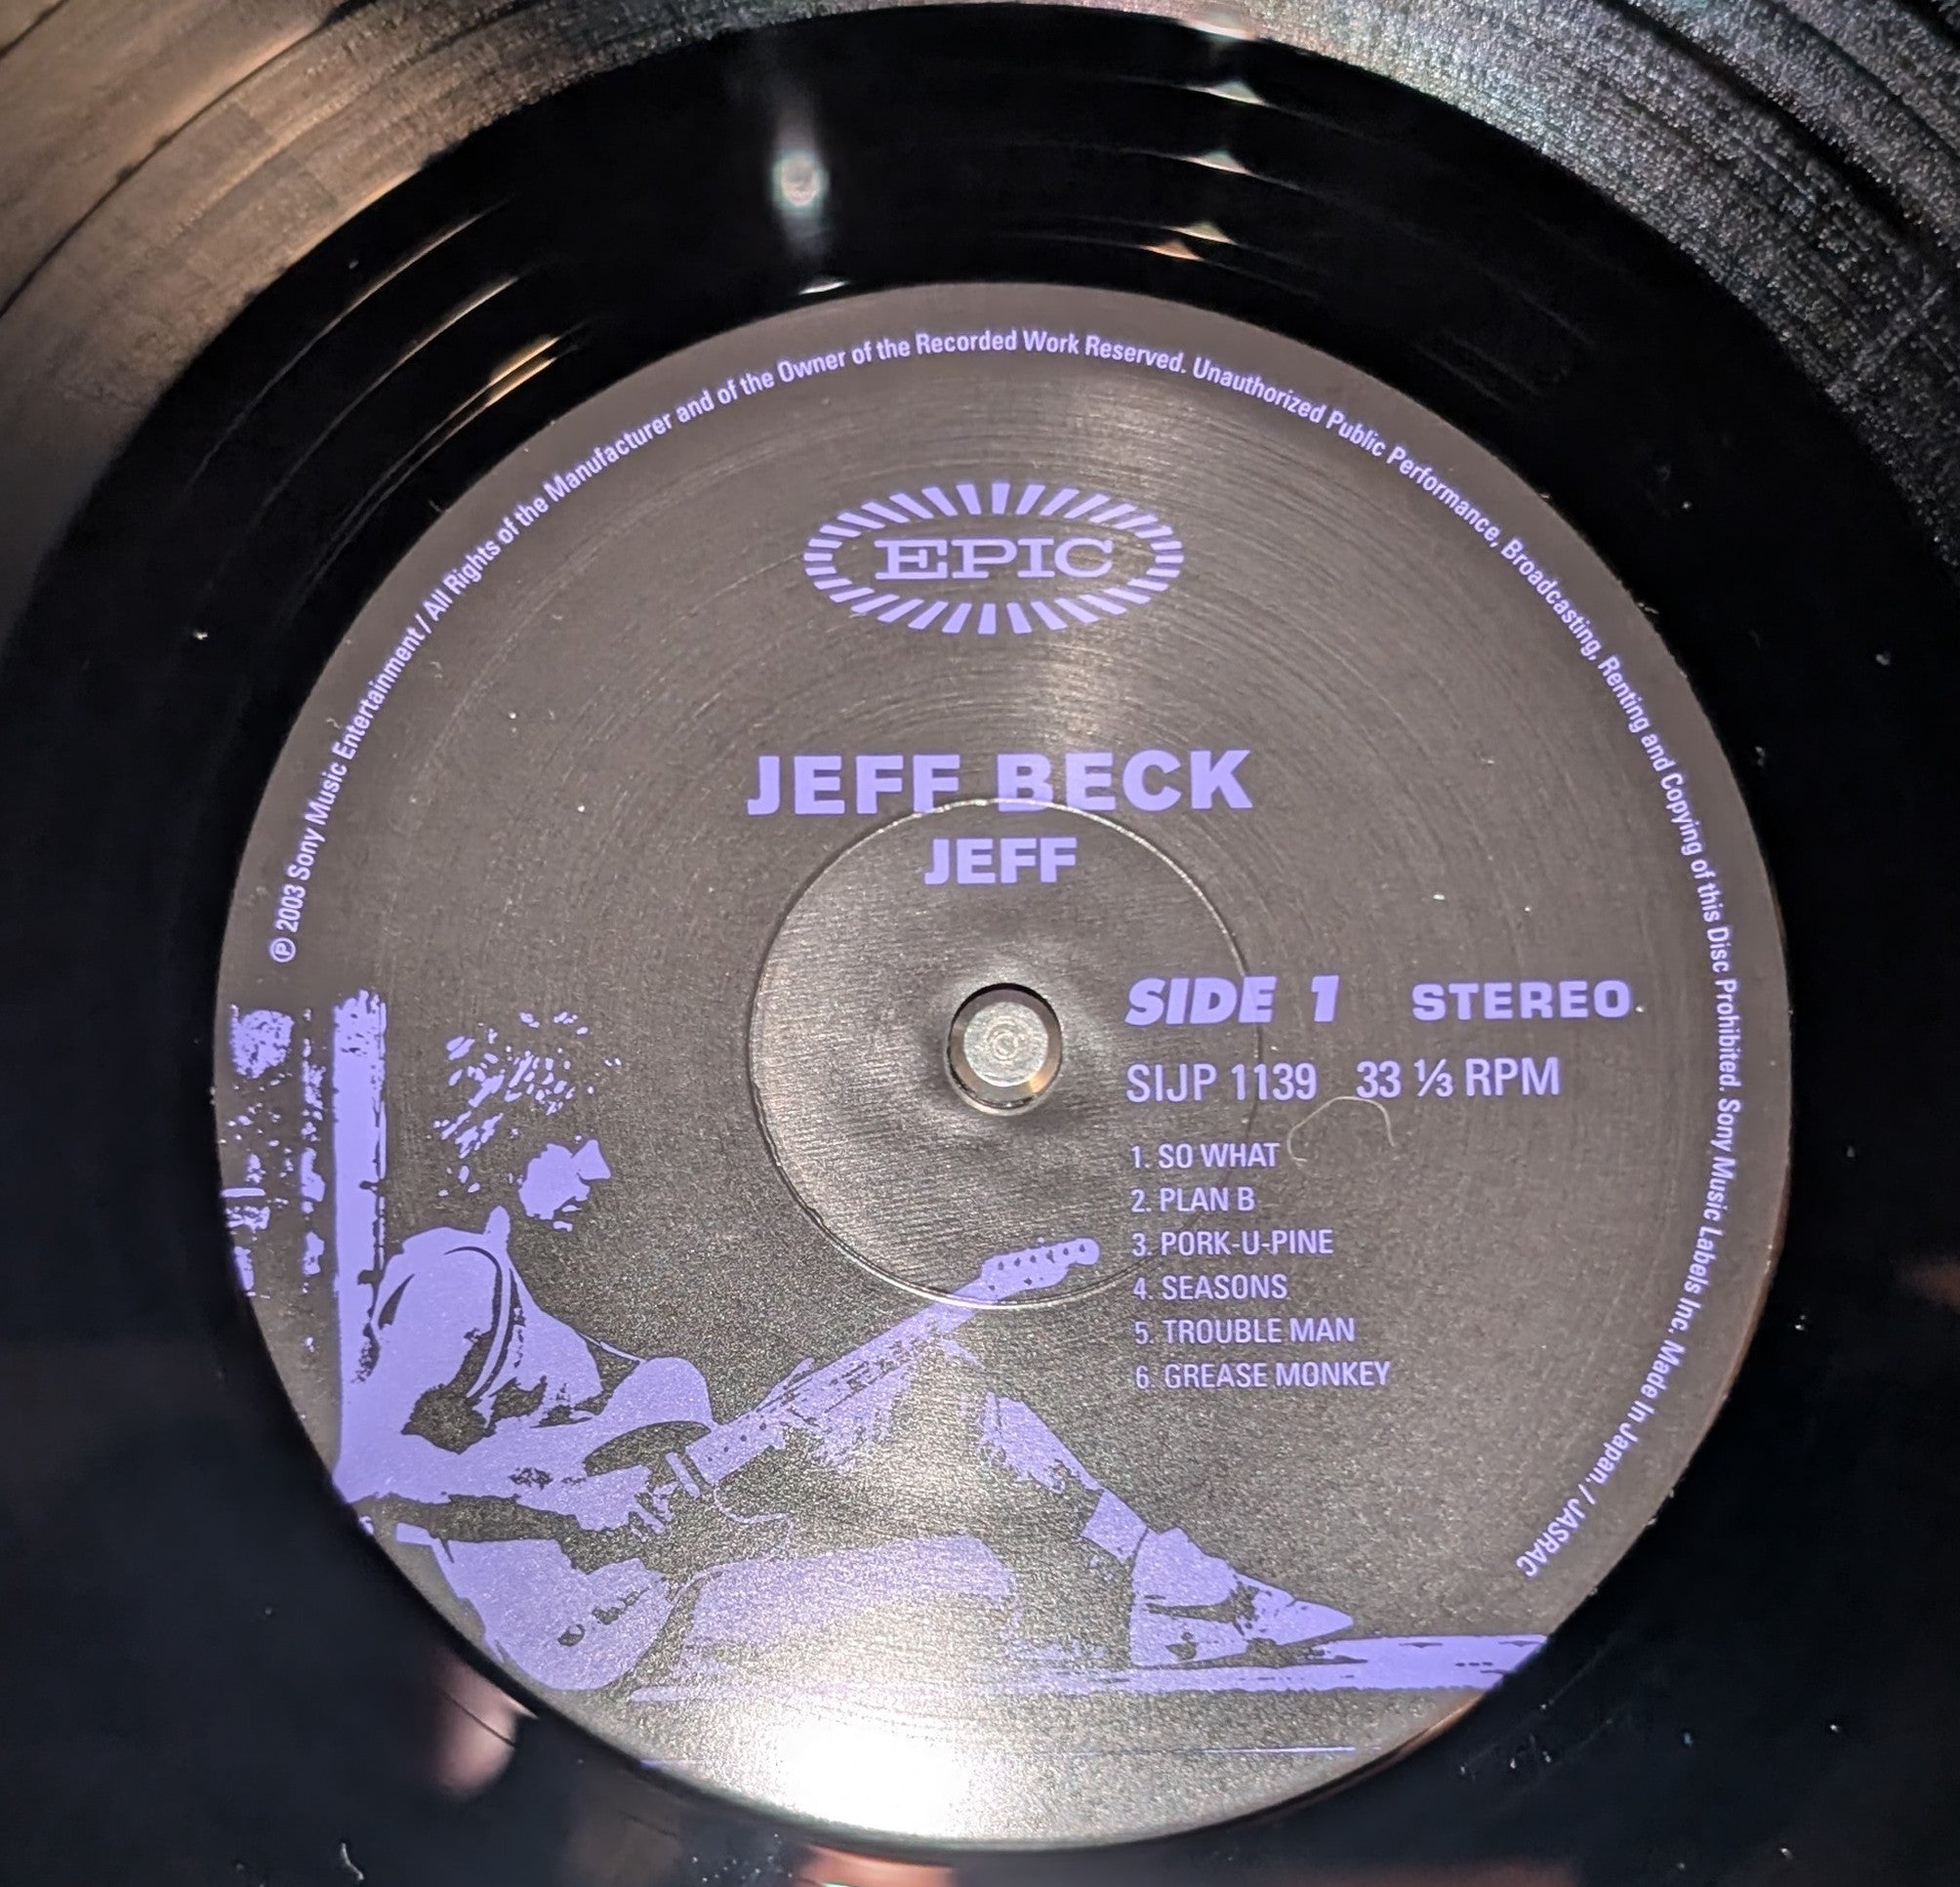 ℗ 2003 Sony Music Entertainment / All Rights of the Manufacturer and of the Owner of the Recorded Work Reserved. Unauthorized Public Performance, Broadcasting, Renting and Copying of this Disc Prohibited. Sony Music Labels Inc. Made In Japan. / JASRAC
EPIC
JEFF BECK
JEFF
SIDE 1 STEREO
SIJP 1139 33 ⅓ RPM
1. SO WHAT
2. PLAN B
3. PORK-U-PINE
4. SEASONS
5. TROUBLE MAN
6. GREASE MONKEY